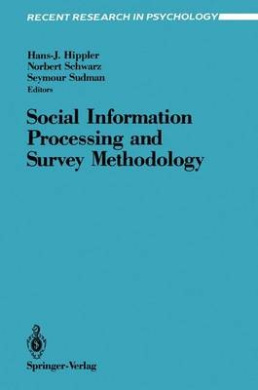 RECENT RESEARCH IN PSYCHOLOGY
Hans-J. Hippler
Norbert Schwarz
Seymour Sudman
Editors
Social Information
Processing and
Survey Methodology
Springer-Verlag